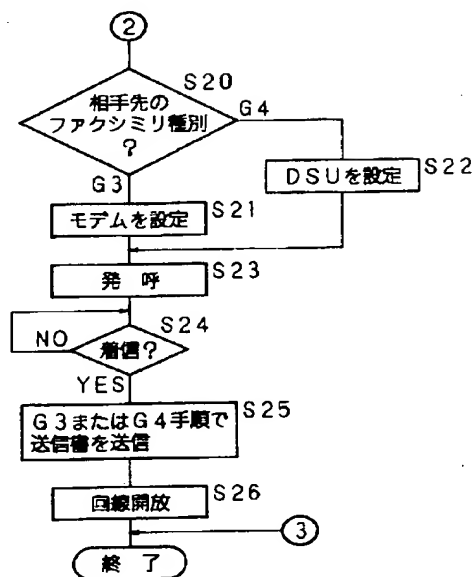 ②
S20
相手先の
ファクシミリ種別
?
G4
G3
DSUを設定
S22
モデムを設定
S21
発 呼
S23
S24
着信?
NO
YES
G3またはG4手順で
送信書を送信
S25
回線開放
S26
③
終 了